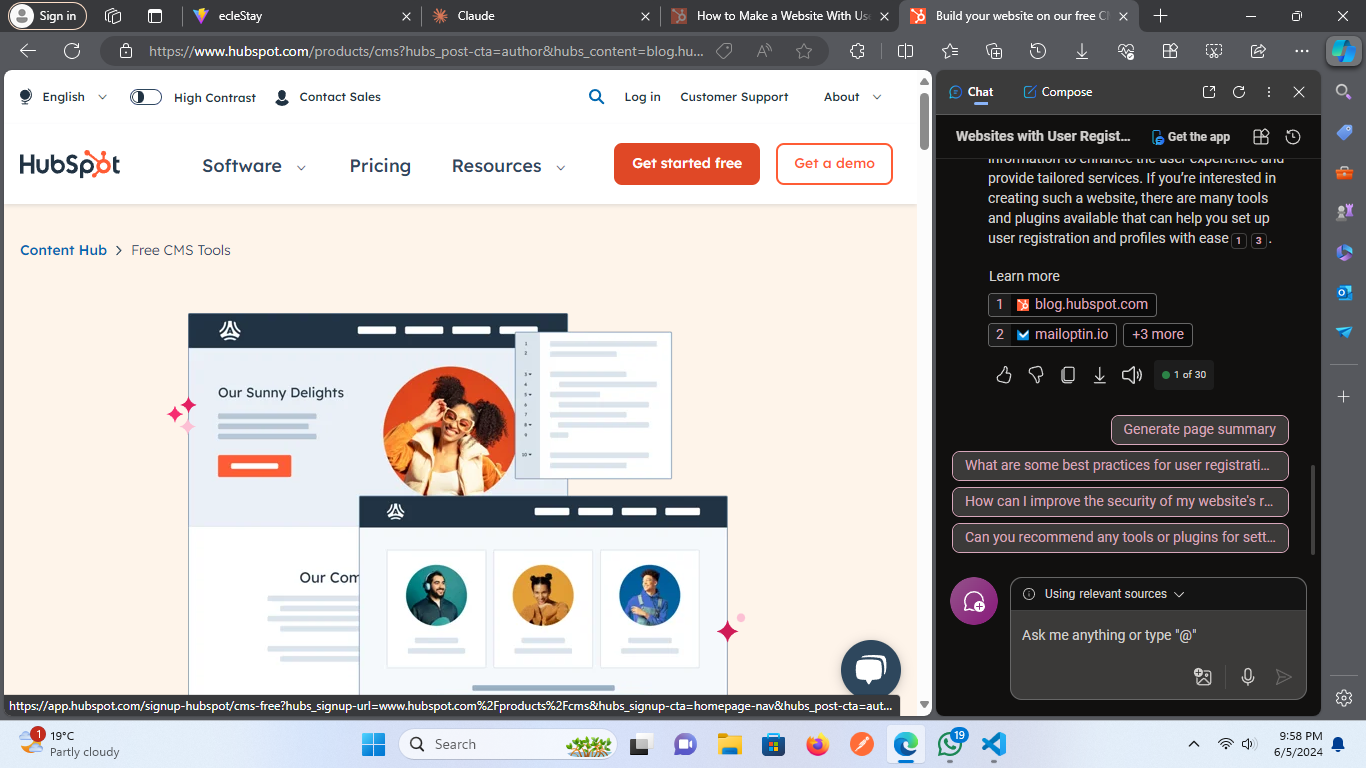 Sign in
ecleStay
Claude
How to Make a Website With Use
Build your website on our free C
https://www.hubspot.com/products/cms?hubs_post-cta=author&hubs_content=blog.hu...
English
High Contrast
Contact Sales
Log in
Customer Support
About
HubSpot
Software
Pricing
Resources
Get started free
Get a demo
Content Hub > Free CMS Tools
Our Sunny Delights
Our Com
https://app.hubspot.com/signup-hubspot/cms-free?hubs_signup-url=www.hubspot.com%2Fproducts%2Fcms&hubs_signup-cta=homepage-nav&hubs_post-cta=aut...
Chat
Compose
Websites with User Regist...
Get the app
information to enhance the user experience and
provide tailored services. If you're interested in
creating such a website, there are many tools
and plugins available that can help you set up
user registration and profiles with ease 1 3 .
Learn more
1 blog.hubspot.com
2 mailoptin.io
+3 more
1 of 30
Generate page summary
What are some best practices for user registrati...
How can I improve the security of my website's r...
Can you recommend any tools or plugins for sett...
Using relevant sources
Ask me anything or type "@"
1
19°C
Partly cloudy
Search
19
9:58 PM
6/5/2024